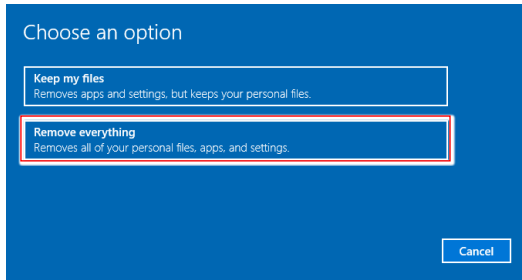 Choose an option
Keep my files
Removes apps and settings, but keeps your personal files.
Remove everything
Removes all of your personal files, apps, and settings.
Cancel